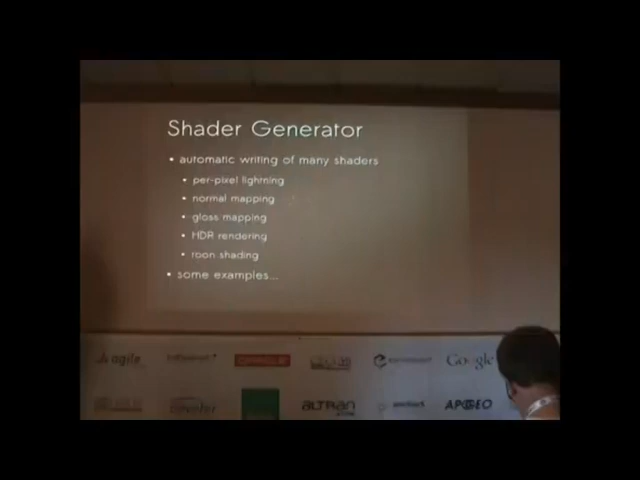 Shader Generator
• automatic writing of many shaders
• per-pixel lighting
• normal mapping
• gloss mapping
• HDR rendering
• toon shading
• some examples...
agile Google
ALTRAN APOGEO